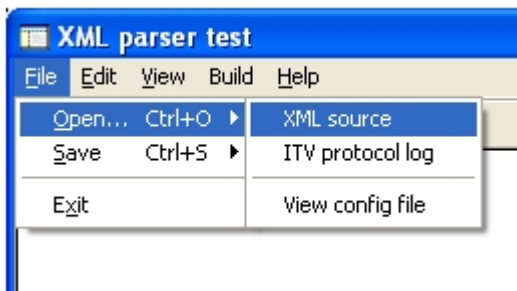 XML parser test
File Edit View Build Help
Open... Ctrl+O XML source
Save Ctrl+S ITV protocol log
Exit View config file